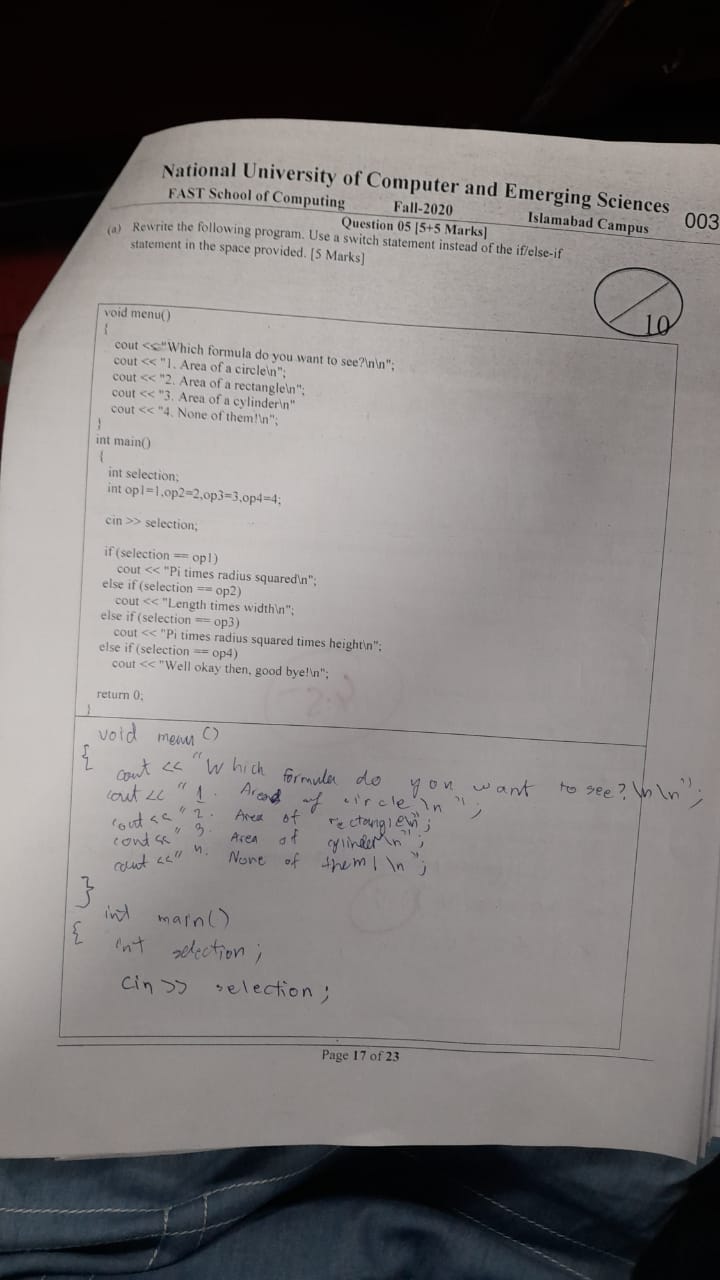 National University of Computer and Emerging Sciences
FAST School of Computing Fall-2020 Islamabad Campus
003
Question 05 [5+5 Marks]
(a) Rewrite the following program. Use a switch statement instead of the if/else-if
statement in the space provided. [5 Marks]
10
void menu()
{
cout <<"Which formula do you want to see?\n\n";
cout << "1. Area of a circle\n";
cout << "2. Area of a rectangle\n";
cout << "3. Area of a cylinder\n"
cout << "4. None of them!\n";
}
int main()
{
int selection;
int op1=1,op2=2,op3=3,op4=4;
cin >> selection;
if (selection == op1)
cout << "Pi times radius squared\n";
else if (selection == op2)
cout << "Length times width\n";
else if (selection == op3)
cout << "Pi times radius squared times height\n";
else if (selection == op4)
cout << "Well okay then, good bye!\n";
return 0;
}
void menu ()
{
cout << "Which formula do you want to see?\n\n";
cout << "1. Area of circle\n";
cout << "2. Area of rectangle\n";
cout << "3. Area of cylinder\n";
cout << "4. None of them!\n";
}
int main()
{
int selection;
cin >> selection;
Page 17 of 23